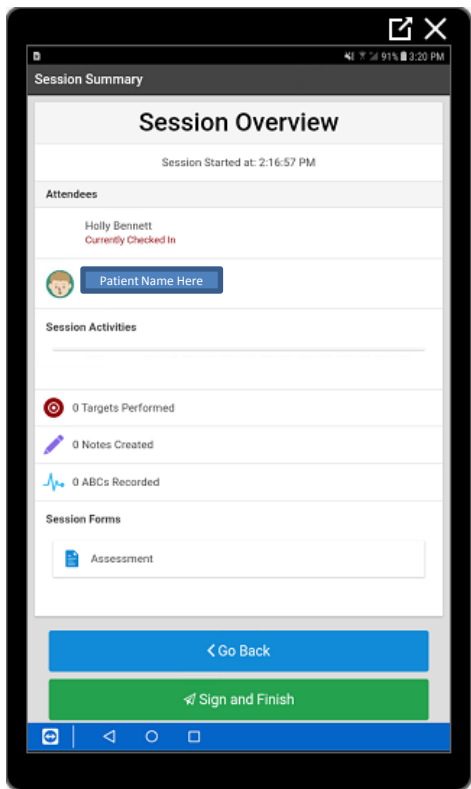 91% 3:20 PM
Session Summary
Session Overview
Session Started at: 2:16:57 PM
Attendees
Holly Bennett
Currently Checked In
Patient Name Here
Session Activities
0 Targets Performed
0 Notes Created
0 ABCs Recorded
Session Forms
Assessment
Go Back
Sign and Finish